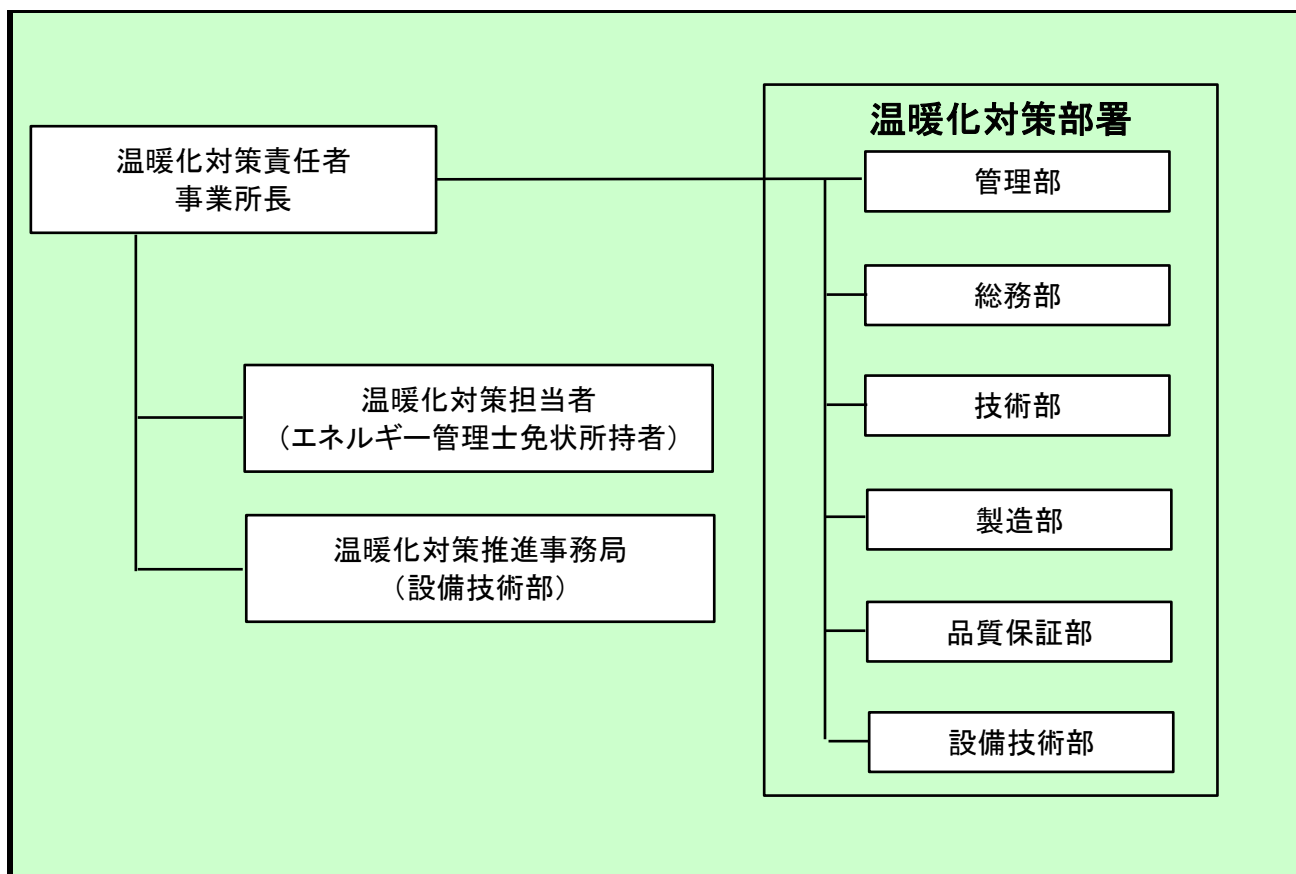 温暖化対策責任者
事業所長
温暖化対策担当者
（エネルギー管理士免状所持者）
温暖化対策推進事務局
（設備技術部）
温暖化対策部署
管理部
総務部
技術部
製造部
品質保証部
設備技術部